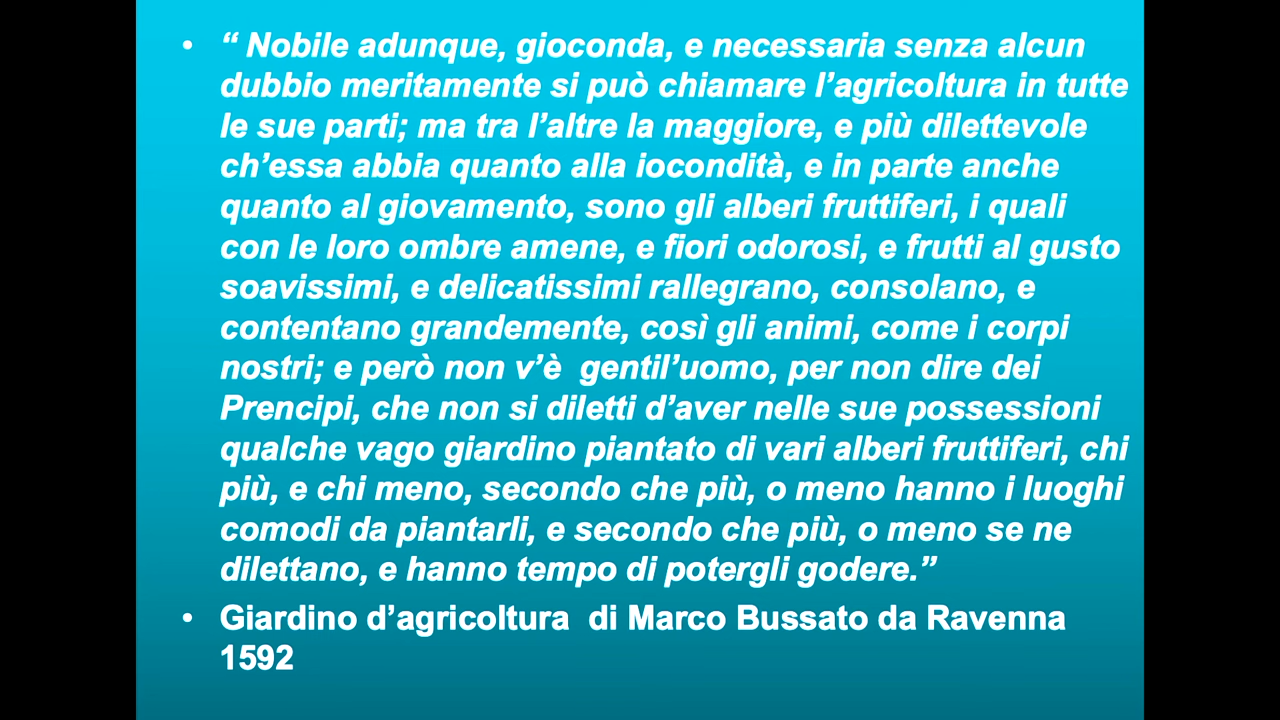 • “ Nobile adunque, gioconda, e necessaria senza alcun
dubbio meritamente si può chiamare l’agricoltura in tutte
le sue parti; ma tra l’altre la maggiore, e più dilettevole
ch’essa abbia quanto alla iocondità, e in parte anche
quanto al giovamento, sono gli alberi fruttiferi, i quali
con le loro ombre amene, e fiori odorosi, e frutti al gusto
soavissimi, e delicatissimi rallegrano, consolano, e
contentano grandemente, così gli animi, come i corpi
nostri; e però non v’è  gentil’uomo, per non dire dei
Prencipi, che non si diletti d’aver nelle sue possessioni
qualche vago giardino piantato di vari alberi fruttiferi, chi
più, e chi meno, secondo che più, o meno hanno i luoghi
comodi da piantarli, e secondo che più, o meno se ne
dilettano, e hanno tempo di potergli godere.”
• Giardino d’agricoltura  di Marco Bussato da Ravenna
1592